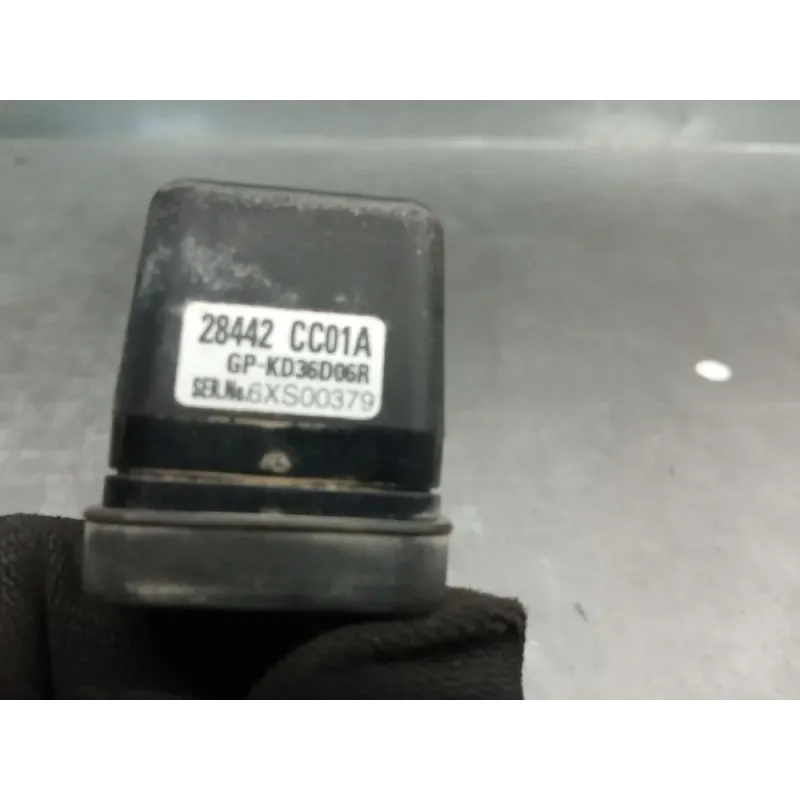 28442 CC01A
GP-KD36D06R
SER.No.6XS00379